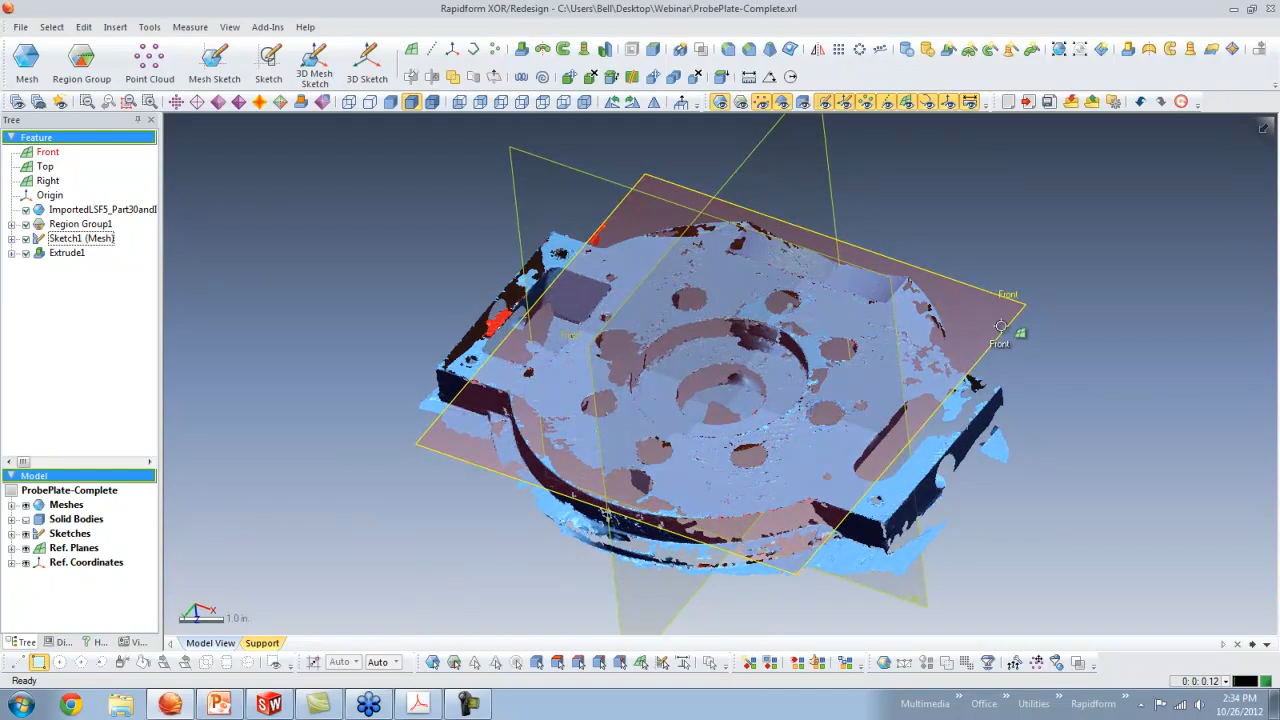 Rapidform XOR/Redesign - C:\Users\Bell\Desktop\Webinar\ProbePlate-Complete.xrl
File Edit Insert Tools Measure View Add-Ins Help
Mesh Region Group Point Cloud Mesh Sketch Sketch 3D Mesh Sketch 3D Sketch
Tree
Feature
Front
Top
Right
Origin
ImportedLSF5_Part30andI
Region Group1
Sketch1 (Mesh)
Extrude1
Model
ProbePlate-Complete
Meshes
Solid Bodies
Sketches
Ref. Planes
Ref. Coordinates
Front
Front
X
Z
1.0 in.
Tree Di... H... Vi...
Model View Support
Auto Auto
Ready
0: 0: 0.12
Multimedia Office Utilities Rapidform
2:34 PM
10/26/2012